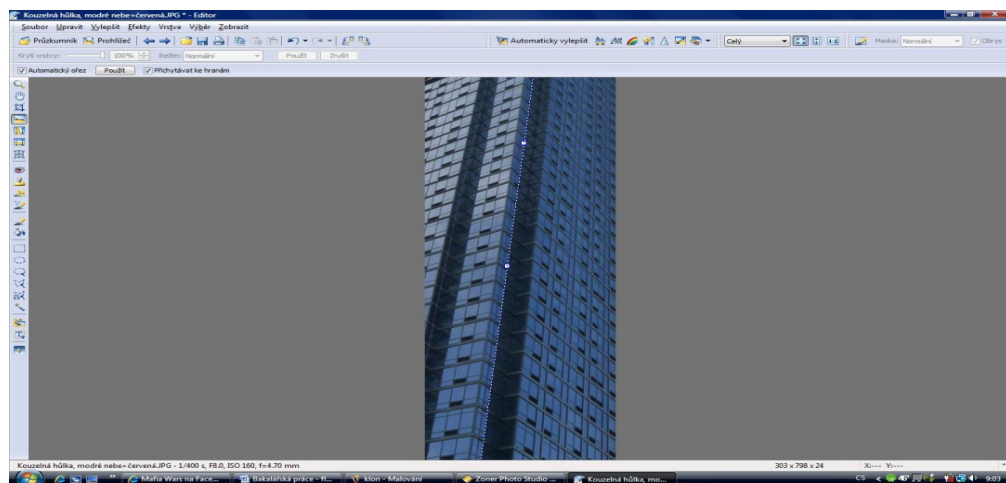 Kouzelná hůlka, modré nebe+červená.JPG * - Editor
Soubor Upravit Vylepšit Efekty Vrstva Výběr Zobrazit
Průzkumník Prohlížeč Automaticky vylepšit Celý Maska: Normální Obrys
Krytí vrstvy: 100% Režim: Normální Použít Zrušit
Automatický ořez Použít Přichytávat ke hranám
Kouzelná hůlka, modré nebe+červená.JPG - 1/400 s, F8.0, ISO 160, f=4.70 mm 303 x 798 x 24 X:--- Y:---
Mafia Wars na Face... Bakalářská práce - fi... klon - Malování Zoner Photo Studio ... Kouzelná hůlka, mo... CS 9:03